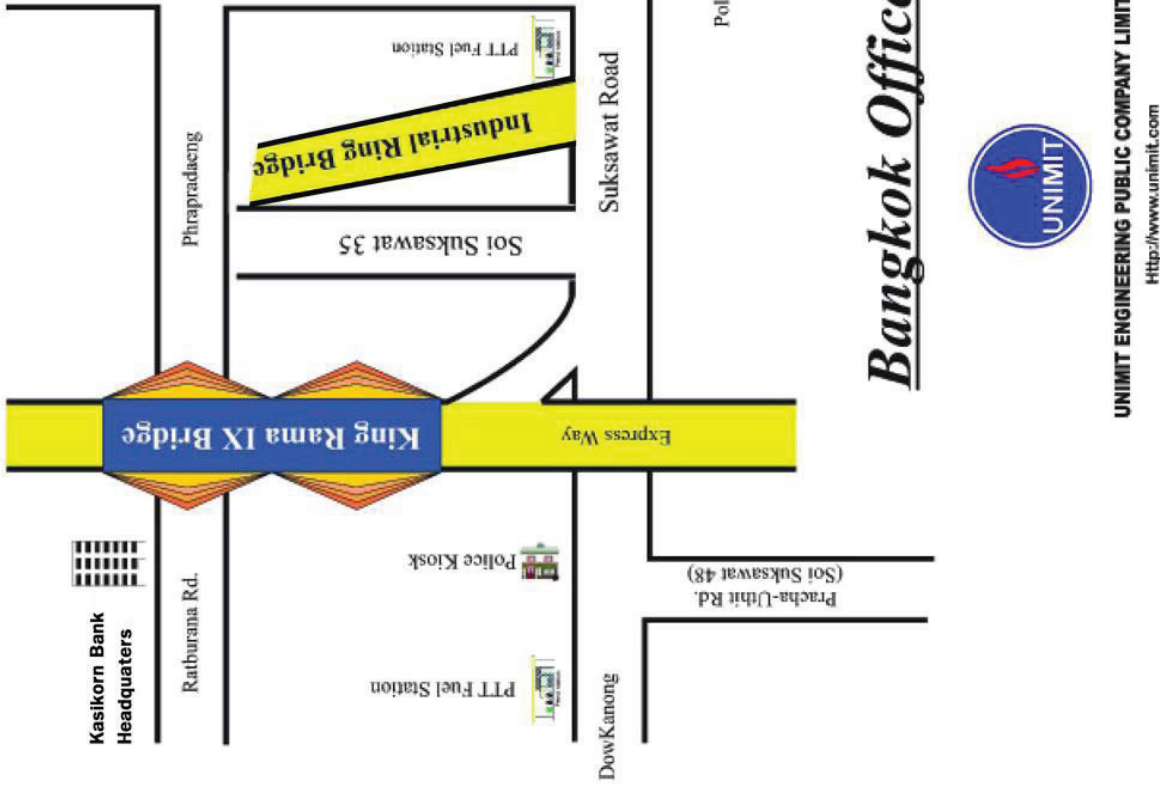 Bangkok Offic
UNIMIT
UNIMIT ENGINEERING PUBLIC COMPANY LIMIT
Http://www.unimit.com
Kasikorn Bank
Headquaters
Ratburana Rd.
Phrapradaeng
King Rama IX Bridge
Express Way
Industrial Ring Bridge
Soi Suksawat 35
PTT Fuel Station
Suksawat Road
Pol
Police Kiosk
PTT Fuel Station
DowKanong
Pracha-Uthit Rd.
(Soi Suksawat 48)